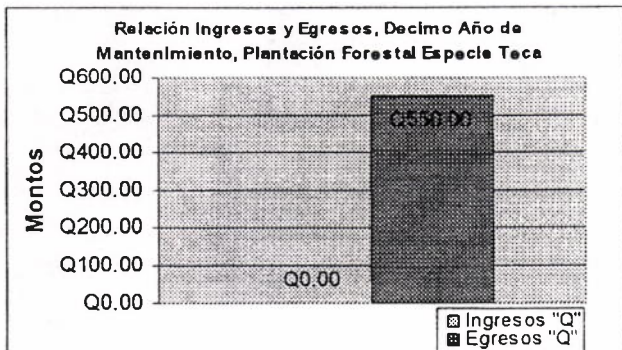 Relación Ingresos y Egresos, Decimo Año de
Mantenimiento, Plantación Forestal Especie Teca
Montos
Q600.00
Q500.00
Q400.00
Q300.00
Q200.00
Q100.00
Q0.00
Q550.00
Q0.00
Ingresos "Q"
Egresos "Q"